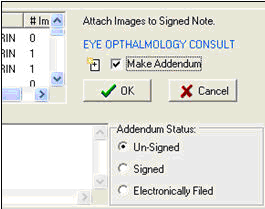 # Im
RIN 0
RIN 1
RIN 1
0
Attach Images to Signed Note.
EYE OPTHALMOLOGY CONSULT
Make Addendum
OK
Cancel
Addendum Status:
Un-Signed
Signed
Electronically Filed